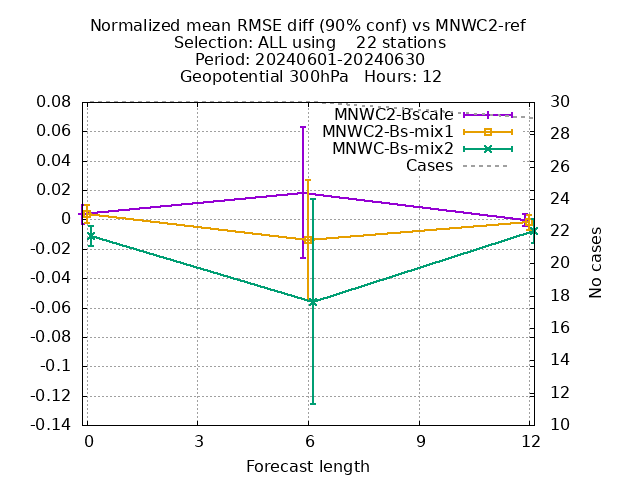 Normalized mean RMSE diff (90% conf) vs MNWC2-ref
Selection: ALL using    22 stations
Period: 20240601-20240630
Geopotential 300hPa   Hours: 12
MNWC2-Bscale
MNWC2-Bs-mix1
MNWC-Bs-mix2
Cases
0.08
0.06
0.04
0.02
0
-0.02
-0.04
-0.06
-0.08
-0.1
-0.12
-0.14
30
28
26
24
22
20
18
16
14
12
10
No cases
0 3 6 9 12
Forecast length